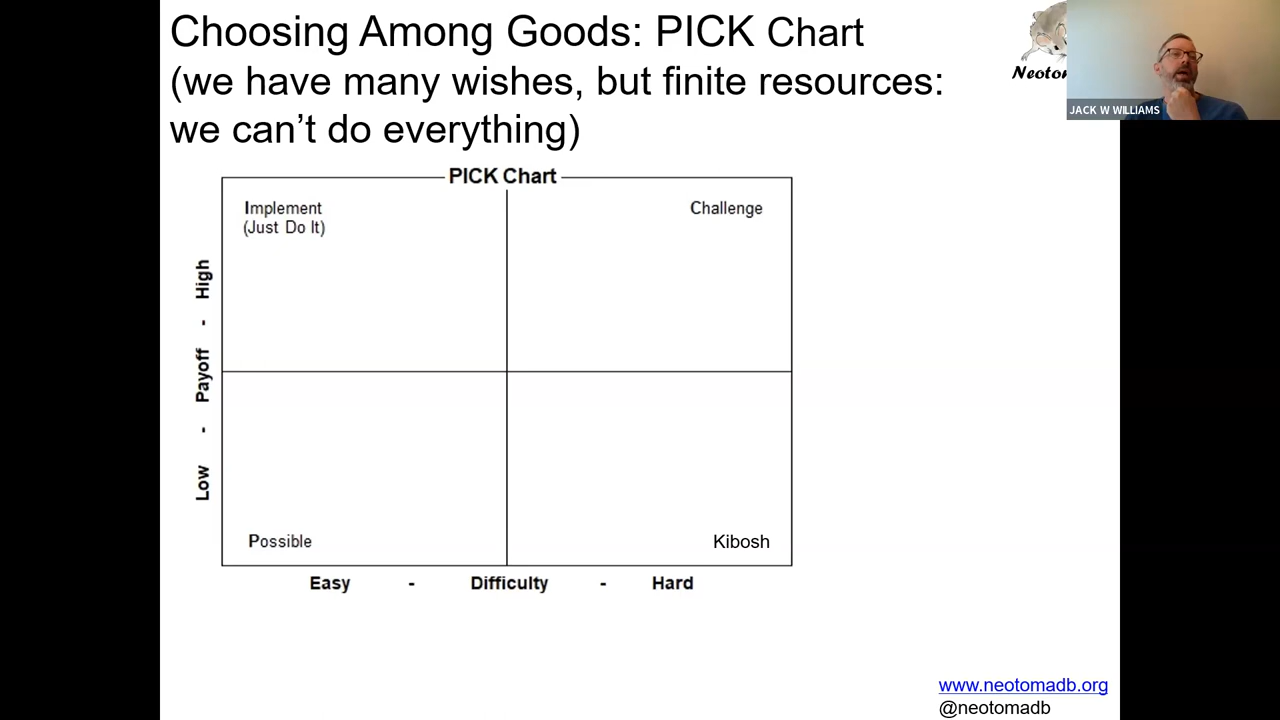 Choosing Among Goods: PICK Chart
(we have many wishes, but finite resources:
we can't do everything)
JACK W WILLIAMS
PICK Chart
Implement
(Just Do It)
Challenge
Low - Payoff - High
Possible
Kibosh
Easy - Difficulty - Hard
www.neotomadb.org
@neotomadb